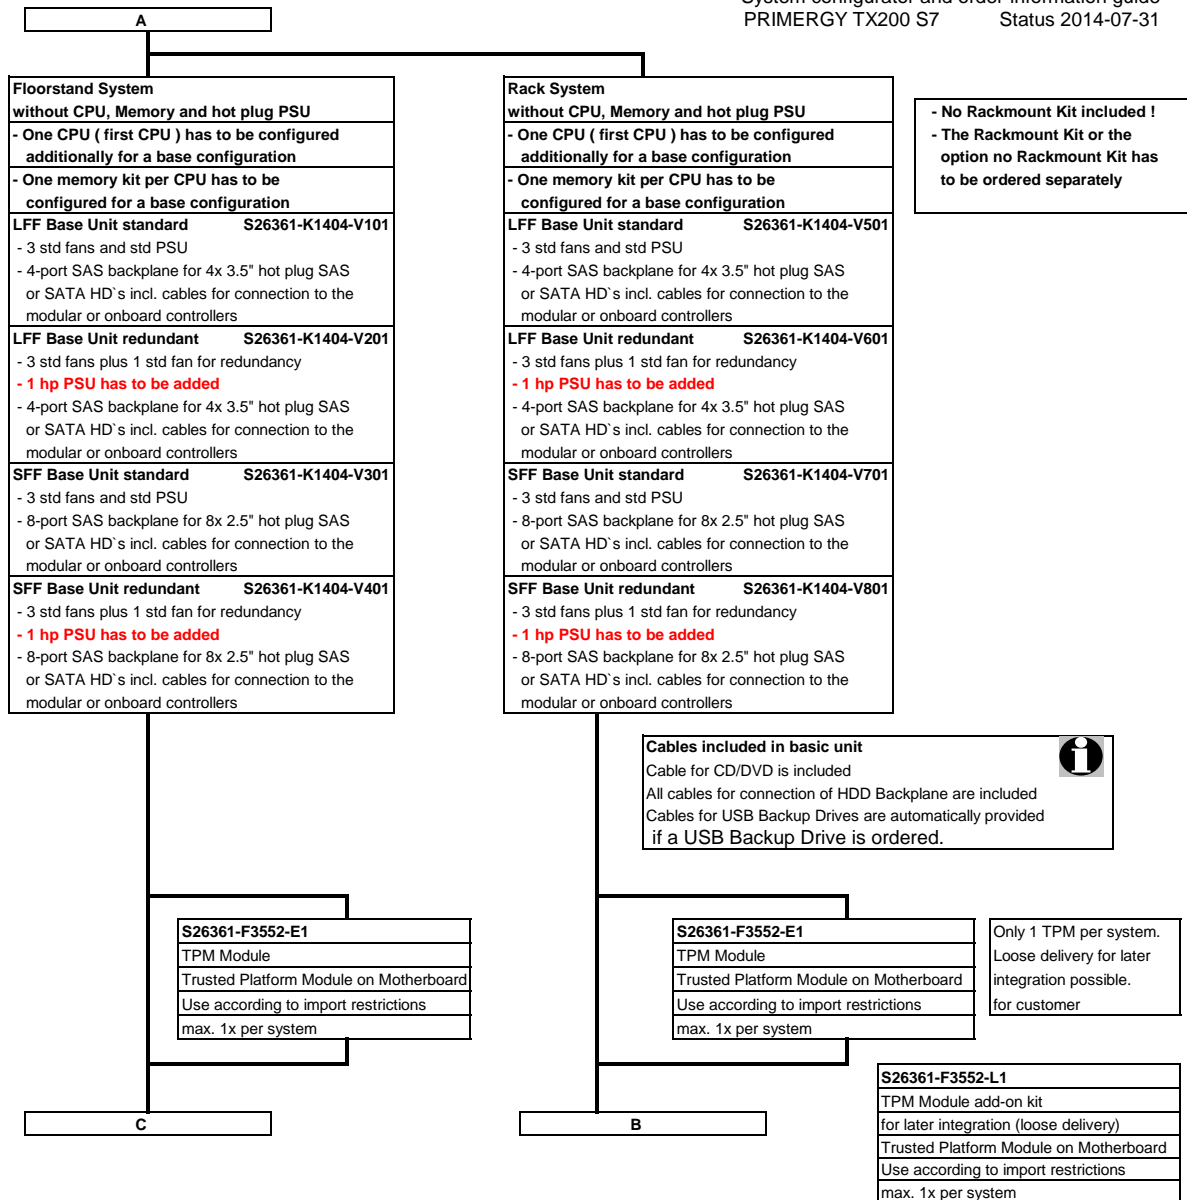 System configurator and order information guide
PRIMERGY TX200 S7 Status 2014-07-31
A
Floorstand System
without CPU, Memory and hot plug PSU
- One CPU ( first CPU ) has to be configured
additionally for a base configuration
- One memory kit per CPU has to be
configured for a base configuration
LFF Base Unit standard S26361-K1404-V101
- 3 std fans and std PSU
- 4-port SAS backplane for 4x 3.5" hot plug SAS
or SATA HD`s incl. cables for connection to the
modular or onboard controllers
LFF Base Unit redundant S26361-K1404-V201
- 3 std fans plus 1 std fan for redundancy
- 1 hp PSU has to be added
- 4-port SAS backplane for 4x 3.5" hot plug SAS
or SATA HD`s incl. cables for connection to the
modular or onboard controllers
SFF Base Unit standard S26361-K1404-V301
- 3 std fans and std PSU
- 8-port SAS backplane for 8x 2.5" hot plug SAS
or SATA HD`s incl. cables for connection to the
modular or onboard controllers
SFF Base Unit redundant S26361-K1404-V401
- 3 std fans plus 1 std fan for redundancy
- 1 hp PSU has to be added
- 8-port SAS backplane for 8x 2.5" hot plug SAS
or SATA HD`s incl. cables for connection to the
modular or onboard controllers
Rack System
without CPU, Memory and hot plug PSU
- One CPU ( first CPU ) has to be configured
additionally for a base configuration
- One memory kit per CPU has to be
configured for a base configuration
LFF Base Unit standard S26361-K1404-V501
- 3 std fans and std PSU
- 4-port SAS backplane for 4x 3.5" hot plug SAS
or SATA HD`s incl. cables for connection to the
modular or onboard controllers
LFF Base Unit redundant S26361-K1404-V601
- 3 std fans plus 1 std fan for redundancy
- 1 hp PSU has to be added
- 4-port SAS backplane for 4x 3.5" hot plug SAS
or SATA HD`s incl. cables for connection to the
modular or onboard controllers
SFF Base Unit standard S26361-K1404-V701
- 3 std fans and std PSU
- 8-port SAS backplane for 8x 2.5" hot plug SAS
or SATA HD`s incl. cables for connection to the
modular or onboard controllers
SFF Base Unit redundant S26361-K1404-V801
- 3 std fans plus 1 std fan for redundancy
- 1 hp PSU has to be added
- 8-port SAS backplane for 8x 2.5" hot plug SAS
or SATA HD`s incl. cables for connection to the
modular or onboard controllers
- No Rackmount Kit included !
- The Rackmount Kit or the
option no Rackmount Kit has
to be ordered separately
Cables included in basic unit
Cable for CD/DVD is included
All cables for connection of HDD Backplane are included
Cables for USB Backup Drives are automatically provided
if a USB Backup Drive is ordered.
S26361-F3552-E1
TPM Module
Trusted Platform Module on Motherboard
Use according to import restrictions
max. 1x per system
S26361-F3552-E1
TPM Module
Trusted Platform Module on Motherboard
Use according to import restrictions
max. 1x per system
Only 1 TPM per system.
Loose delivery for later
integration possible.
for customer
C
B
S26361-F3552-L1
TPM Module add-on kit
for later integration (loose delivery)
Trusted Platform Module on Motherboard
Use according to import restrictions
max. 1x per system